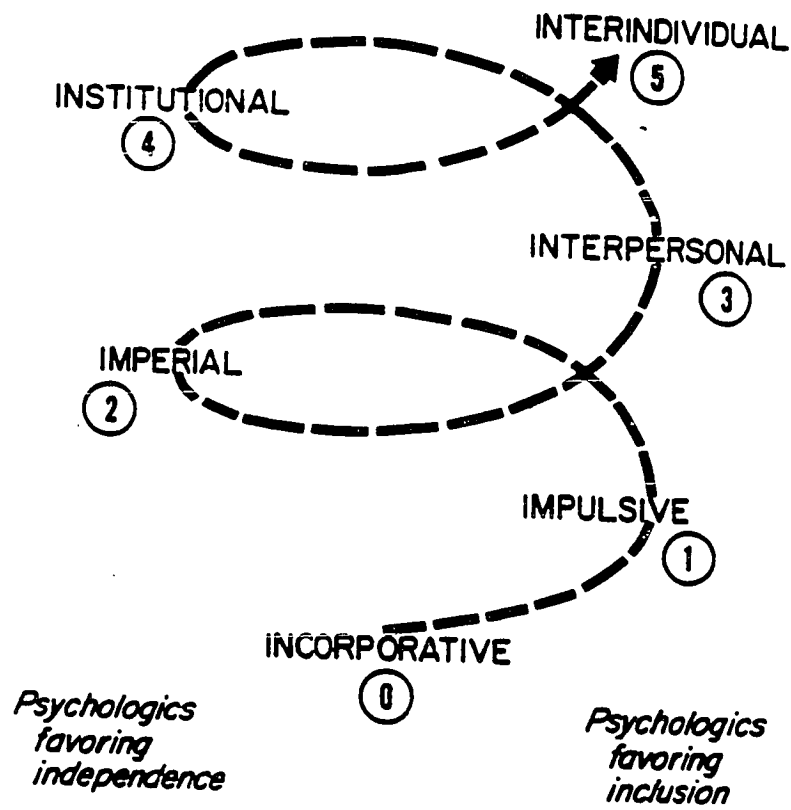 INTERINDIVIDUAL
5
INSTITUTIONAL
4
INTERPERSONAL
3
IMPERIAL
2
IMPULSIVE
1
INCORPORATIVE
0
Psychologics
favoring
independence
Psychologics
favoring
inclusion